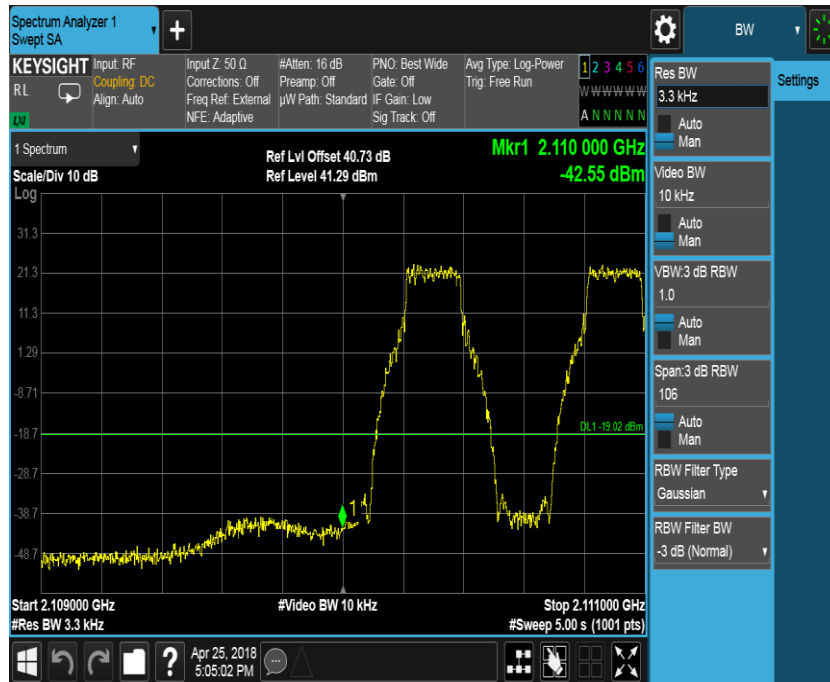 Spectrum Analyzer 1
Swept SA
+
BW
KEYSIGHT
RL
LXI
Input: RF
Coupling: DC
Align: Auto
Input Z: 50 Ω
Corrections: Off
Freq Ref: External
NFE: Adaptive
#Atten: 16 dB
Preamp: Off
µW Path: Standard
PNO: Best Wide
Gate: Off
IF Gain: Low
Sig Track: Off
Avg Type: Log-Power
Trig: Free Run
1 2 3 4 5 6
W W W W W W
A N N N N N
1 Spectrum
Scale/Div 10 dB
Log
Ref Lvl Offset 40.73 dB
Ref Level 41.29 dBm
Mkr1 2.110 000 GHz
-42.55 dBm
31.3
21.3
11.3
1.29
-8.71
-18.7
-28.7
-38.7
-48.7
DL1 -19.02 dBm
1
Start 2.109000 GHz
#Res BW 3.3 kHz
#Video BW 10 kHz
Stop 2.111000 GHz
#Sweep 5.00 s (1001 pts)
Res BW
3.3 kHz
Auto
Man
Video BW
10 kHz
Auto
Man
VBW:3 dB RBW
1.0
Auto
Man
Span:3 dB RBW
106
Auto
Man
RBW Filter Type
Gaussian
RBW Filter BW
-3 dB (Normal)
Settings
?
Apr 25, 2018
5:05:02 PM